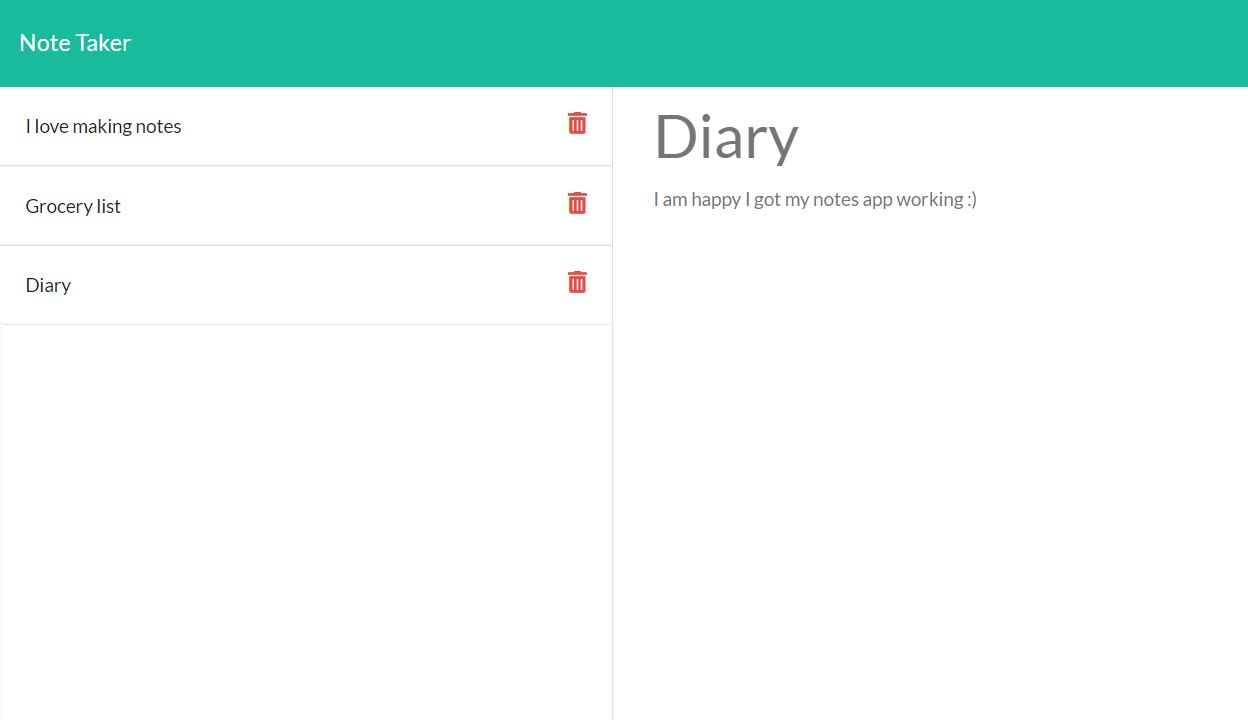 Note Taker
I love making notes
Grocery list
Diary
Diary
I am happy I got my notes app working :)